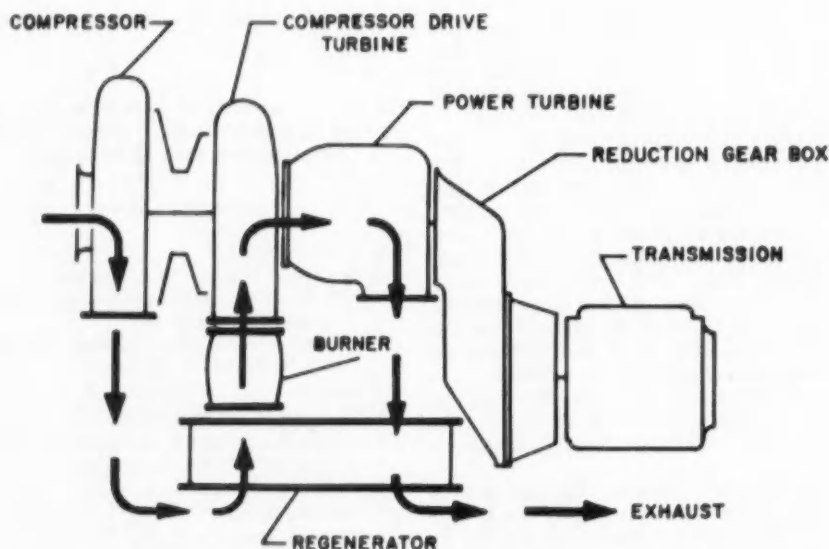 COMPRESSOR
COMPRESSOR DRIVE
TURBINE
POWER TURBINE
REDUCTION GEAR BOX
TRANSMISSION
BURNER
EXHAUST
REGENERATOR